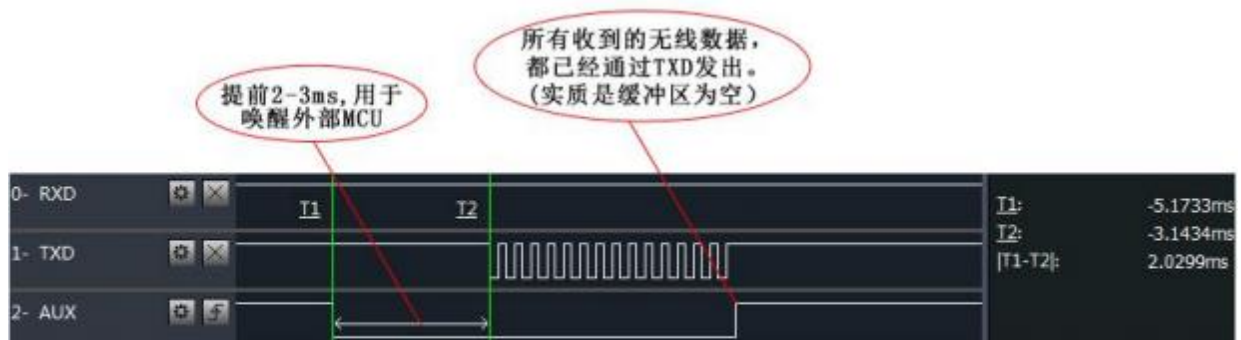 所有收到的无线数据，
都已经通过TXD发出。
(实质是缓冲区为空)
提前2-3ms,用于
唤醒外部MCU
0- RXD
T1
T2
T1: -5.1733ms
T2: -3.1434ms
1- TXD
|T1-T2|: 2.0299ms
2- AUX